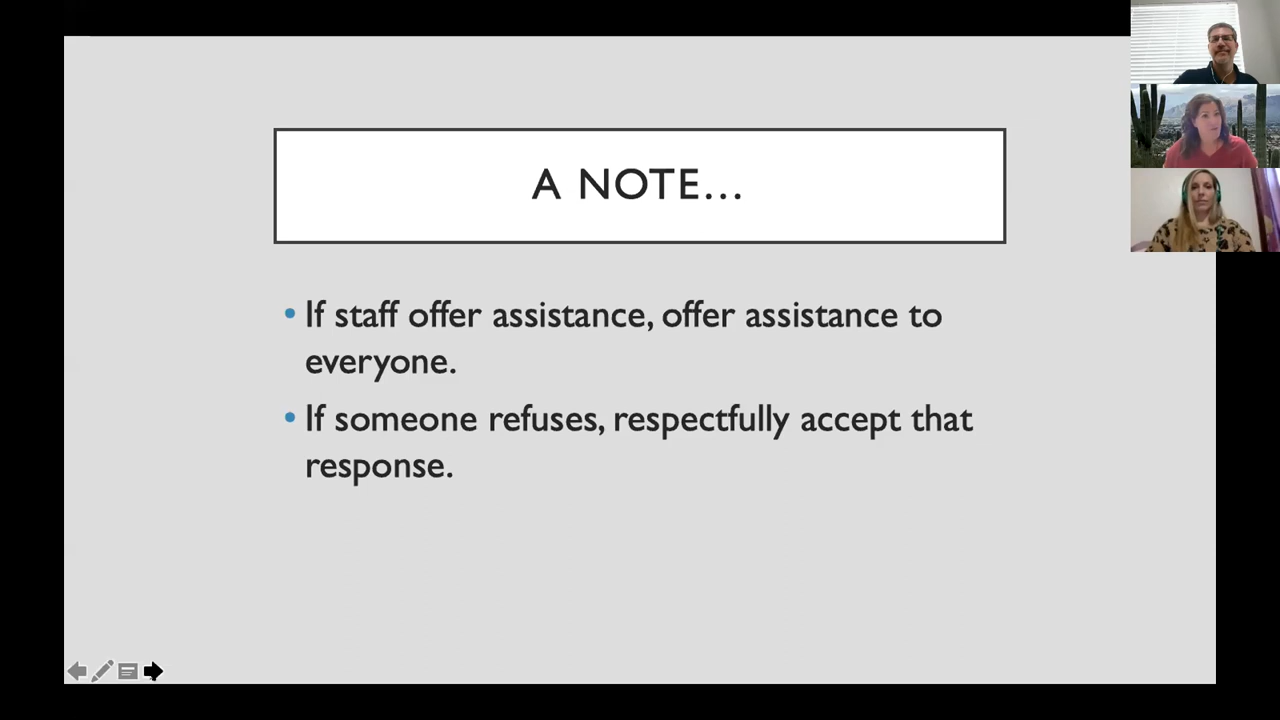 A NOTE...
• If staff offer assistance, offer assistance to
everyone.
• If someone refuses, respectfully accept that
response.